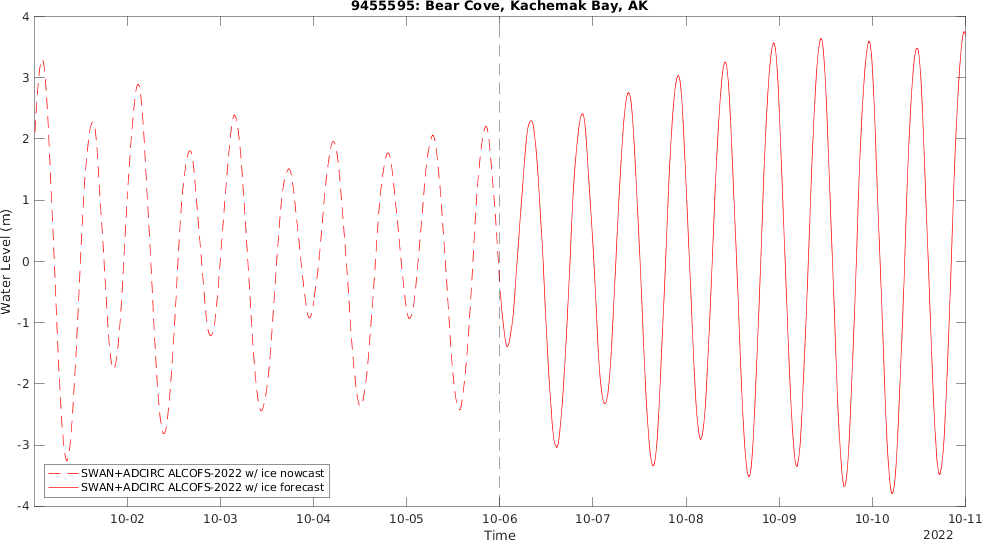 9455595: Bear Cove, Kachemak Bay, AK
4
3
2
1
0
-1
-2
-3
-4
Water Level (m)
SWAN+ADCIRC ALCOFS-2022 w/ ice nowcast
SWAN+ADCIRC ALCOFS-2022 w/ ice forecast
10-02 10-03 10-04 10-05 10-06 10-07 10-08 10-09 10-10 10-11
Time
2022